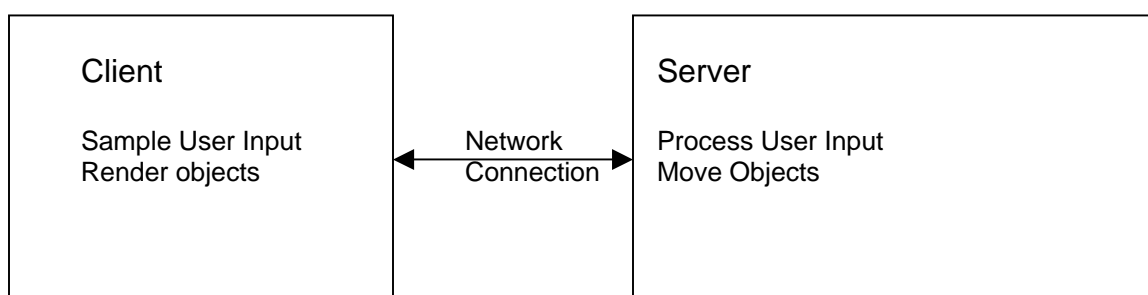 Client
Sample User Input
Render objects
Network
Connection
Server
Process User Input
Move Objects